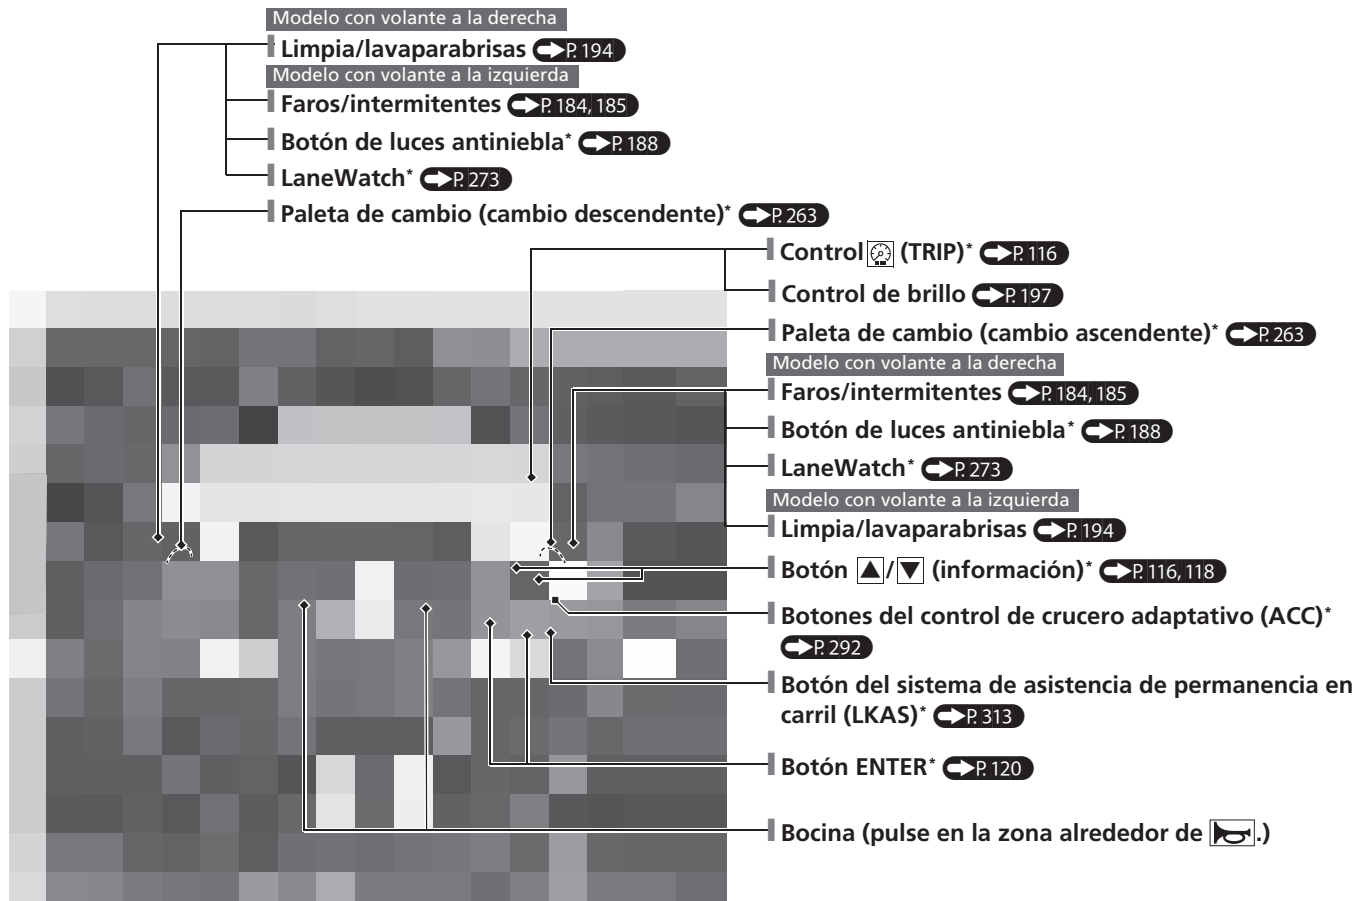 Modelo con volante a la derecha
Limpia/lavaparabrisas P. 194
Modelo con volante a la izquierda
Faros/intermitentes P. 184, 185
Botón de luces antiniebla* P. 188
LaneWatch* P. 273
Paleta de cambio (cambio descendente)* P. 263
Control (TRIP)* P. 116
Control de brillo P. 197
Paleta de cambio (cambio ascendente)* P. 263
Modelo con volante a la derecha
Faros/intermitentes P. 184, 185
Botón de luces antiniebla* P. 188
LaneWatch* P. 273
Modelo con volante a la izquierda
Limpia/lavaparabrisas P. 194
Botón ▲/▼ (información)* P. 116, 118
Botones del control de crucero adaptativo (ACC)*
P. 292
Botón del sistema de asistencia de permanencia en
carril (LKAS)* P. 313
Botón ENTER* P. 120
Bocina (pulse en la zona alrededor de .)